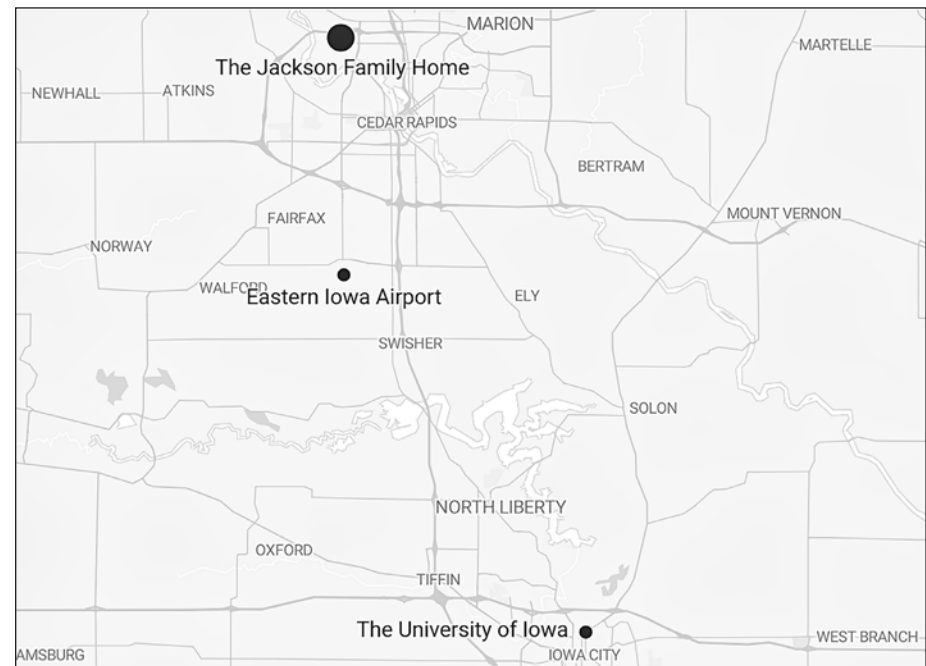 MARION
MARTELLE
The Jackson Family Home
NEWHALL
ATKINS
CEDAR RAPIDS
BERTRAM
MOUNT VERNON
FAIRFAX
NORWAY
WALFORD
Eastern Iowa Airport
ELY
SWISHER
SOLON
NORTH LIBERTY
OXFORD
TIFFIN
The University of Iowa
WEST BRANCH
AMSBURG
IOWA CITY